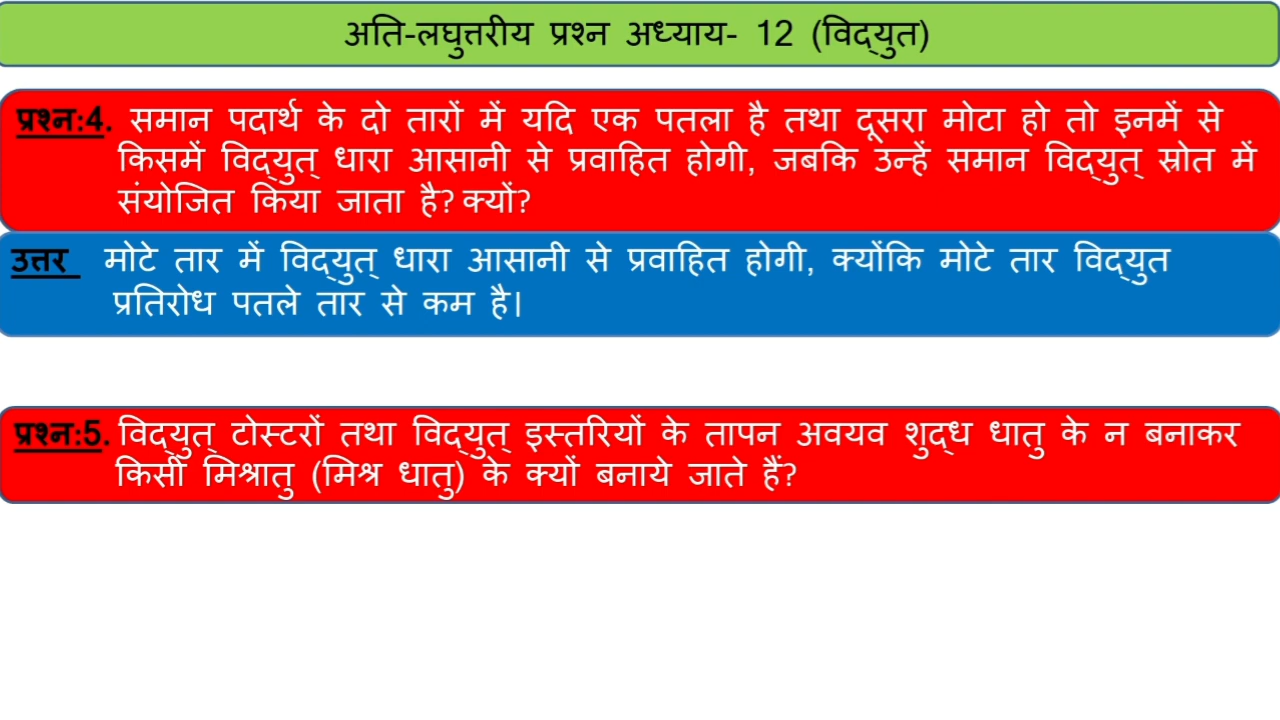 अति-लघुत्तरीय प्रश्न अध्याय- 12 (विद्युत)
प्रश्न:4. समान पदार्थ के दो तारों में यदि एक पतला है तथा दूसरा मोटा हो तो इनमें से
किसमें विद्युत् धारा आसानी से प्रवाहित होगी, जबकि उन्हें समान विद्युत् स्रोत में
संयोजित किया जाता है? क्यों?
उत्तर मोटे तार में विद्युत् धारा आसानी से प्रवाहित होगी, क्योंकि मोटे तार विद्युत
प्रतिरोध पतले तार से कम है।
प्रश्न:5. विद्युत् टोस्टरों तथा विद्युत् इस्तरियों के तापन अवयव शुद्ध धातु के न बनाकर
किसी मिश्रातु (मिश्र धातु) के क्यों बनाये जाते हैं?